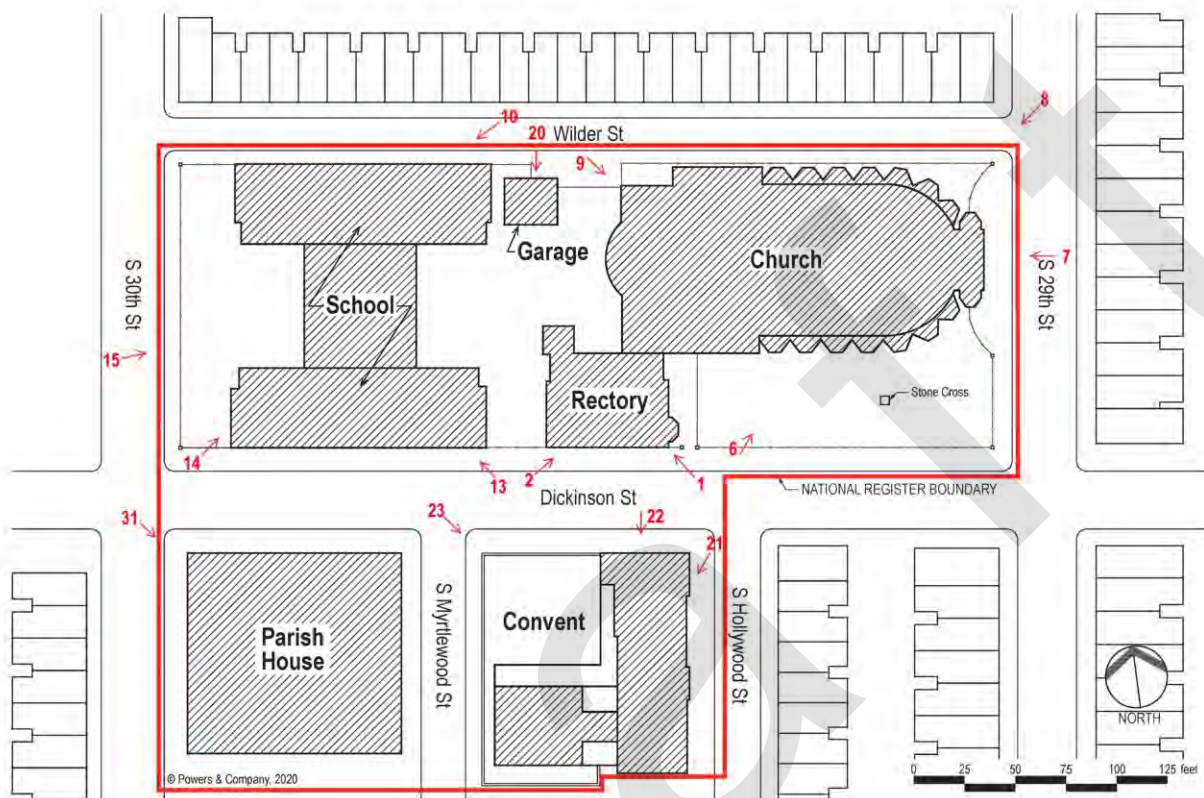 8
10
20
Wilder St
9
Garage
Church
7
S 30th St
S 29th St
School
15
Stone Cross
Rectory
6
14
13
2
1
Dickinson St
NATIONAL REGISTER BOUNDARY
31
23
22
21
S Myrtlewood St
Convent
S Hollywood St
Parish
House
NORTH
© Powers & Company, 2020
0 25 50 75 100 125 feet